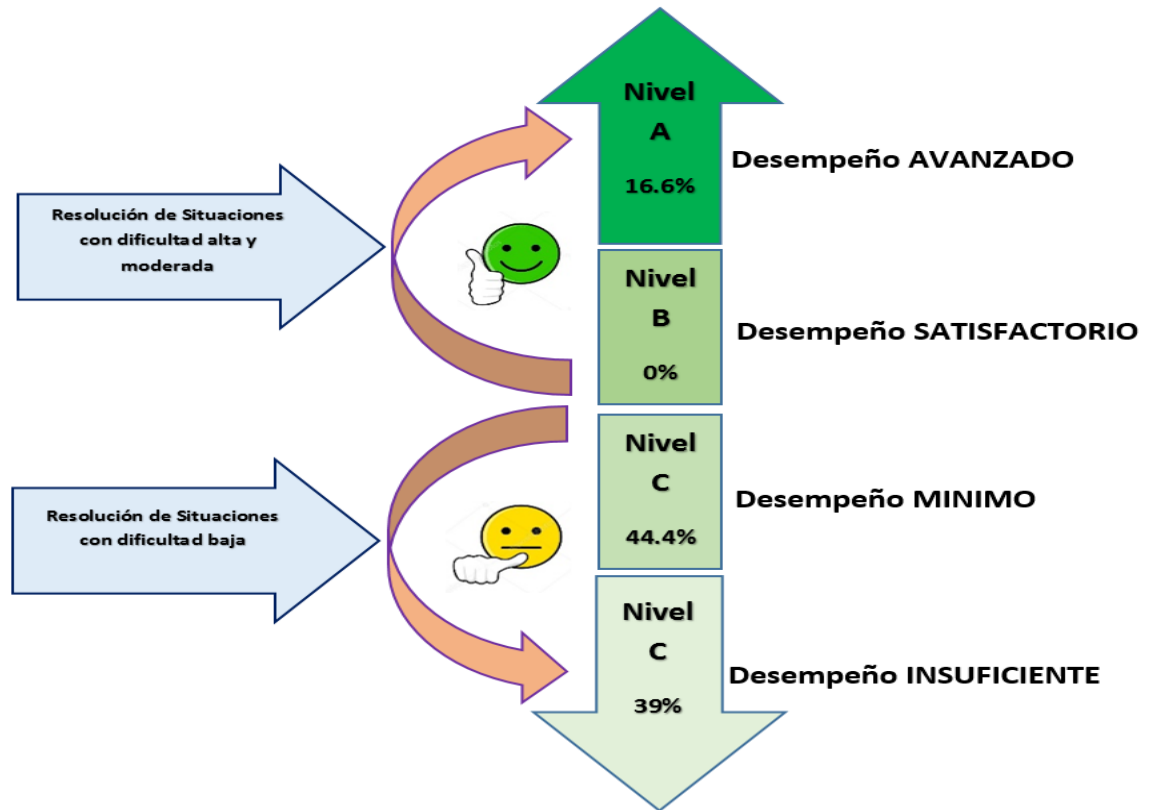 Nivel
A
16.6%
Desempeño AVANZADO
Resolución de Situaciones
con dificultad alta y
moderada
Nivel
B
0%
Desempeño SATISFACTORIO
Nivel
C
44.4%
Desempeño MINIMO
Resolución de Situaciones
con dificultad baja
Nivel
C
39%
Desempeño INSUFICIENTE